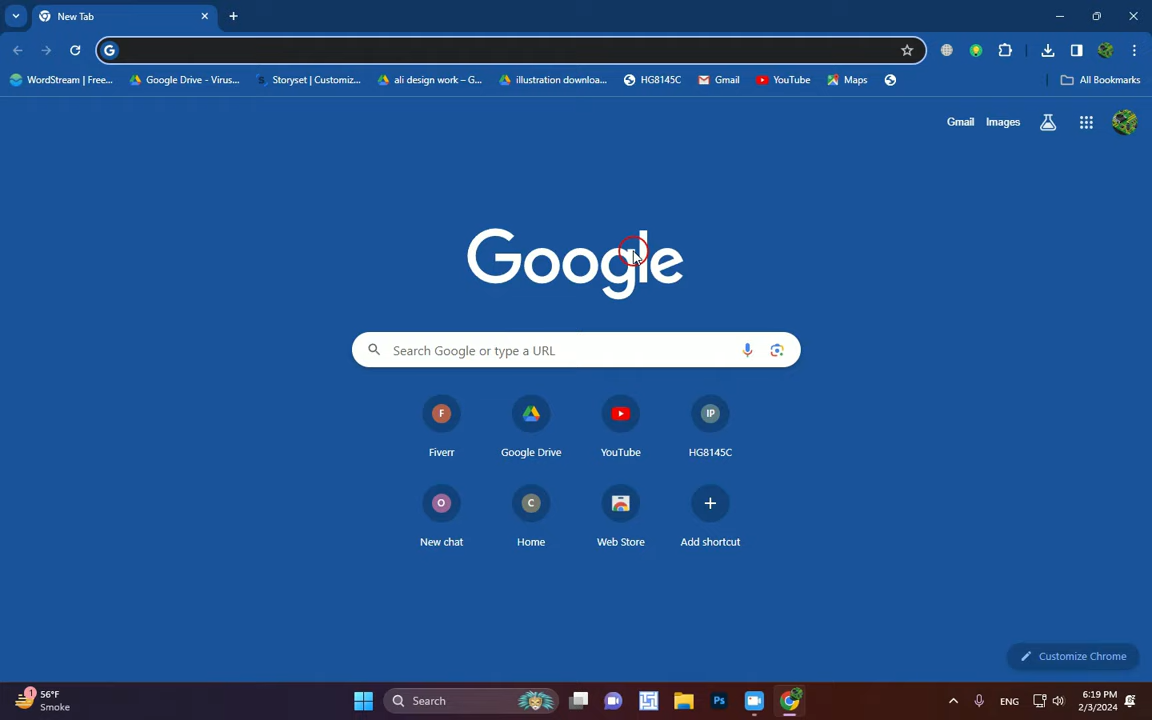 New Tab
WordStream | Free...
Google Drive - Virus...
Storyset | Customiz...
ali design work – G...
illustration downloa...
HG8145C
Gmail
YouTube
Maps
All Bookmarks
Gmail
Images
Google
Search Google or type a URL
F
IP
Fiverr
Google Drive
YouTube
HG8145C
O
C
New chat
Home
Web Store
Add shortcut
Customize Chrome
1
56°F
Smoke
Search
Ps
ENG
6:19 PM
2/3/2024